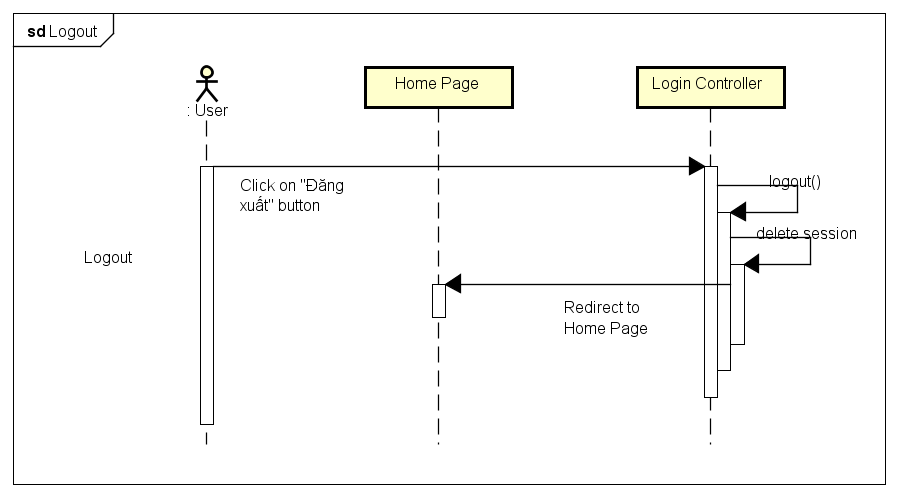 sd Logout
: User
Home Page
Login Controller
Click on "Đăng
xuất" button
logout()
delete session
Logout
Redirect to
Home Page